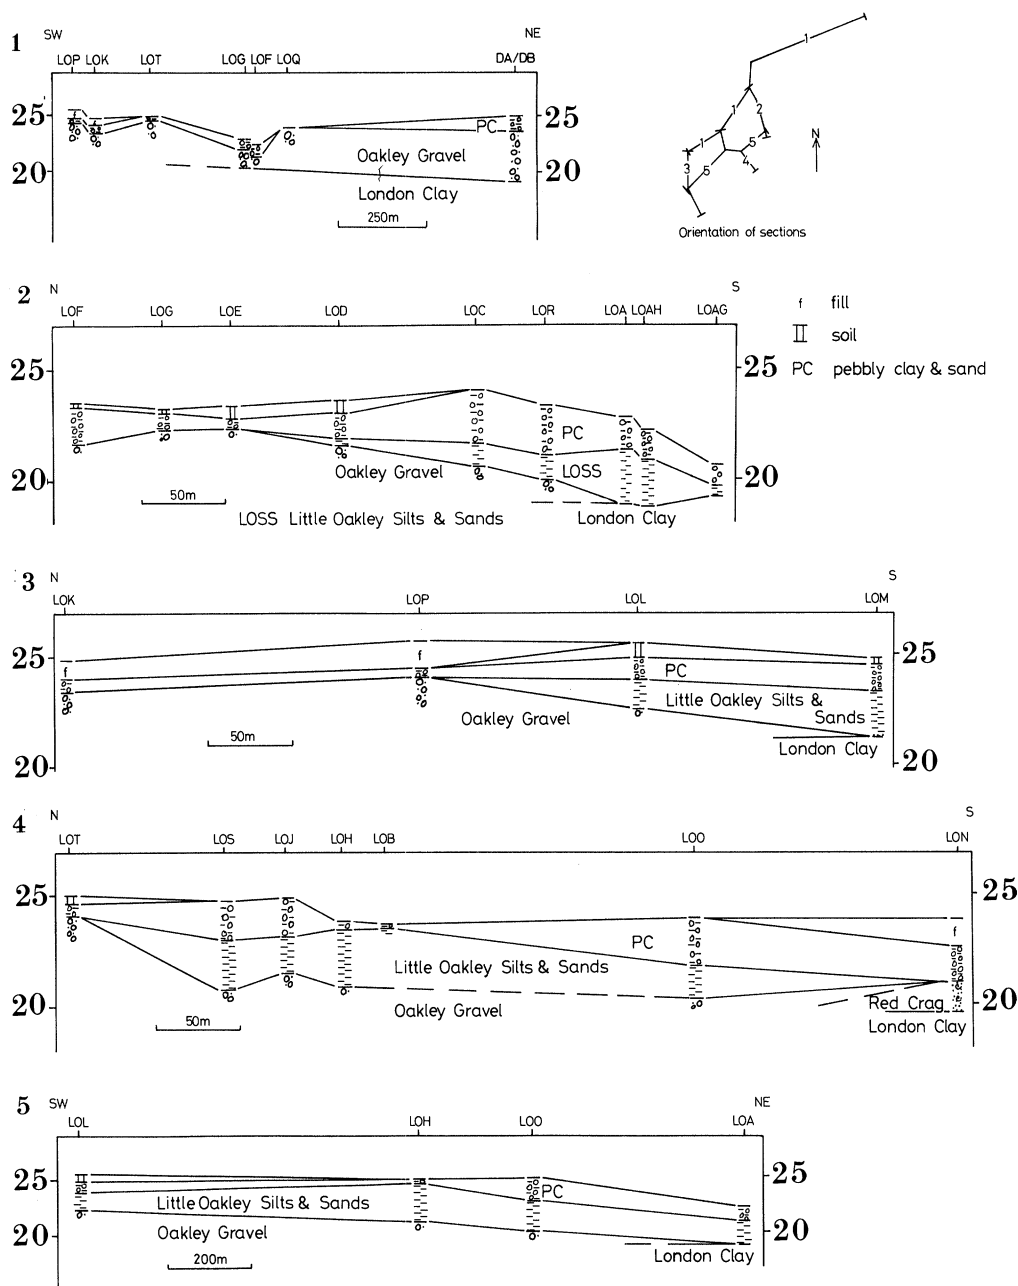 1 SW NE
LOP LOK LOT LOG LOF LOQ DA/DB
25 f f PC 25
Oakley Gravel
20 20
London Clay
250m
1
1 2
1 5
3 5 4
N
Orientation of sections
2 N S
LOF LOG LOE LOD LOC LOR LOA LOAH LOAG
f fill
soil
PC pebbly clay & sand
25 25
PC
Oakley Gravel LOSS
20 20
50m
LOSS Little Oakley Silts & Sands London Clay
3 N S
LOK LOP LOL LOM
25 25
f f
PC
Little Oakley Silts &
Sands
Oakley Gravel
London Clay
50m
20 20
4 N S
LOT LOS LOJ LOH LOB LOO LON
25 25
f
PC
Little Oakley Silts & Sands
20 20
Oakley Gravel
Red Crag
London Clay
50m
5 SW NE
LOL LOH LOO LOA
25 25
PC
Little Oakley Silts & Sands
Oakley Gravel
20 20
London Clay
200m